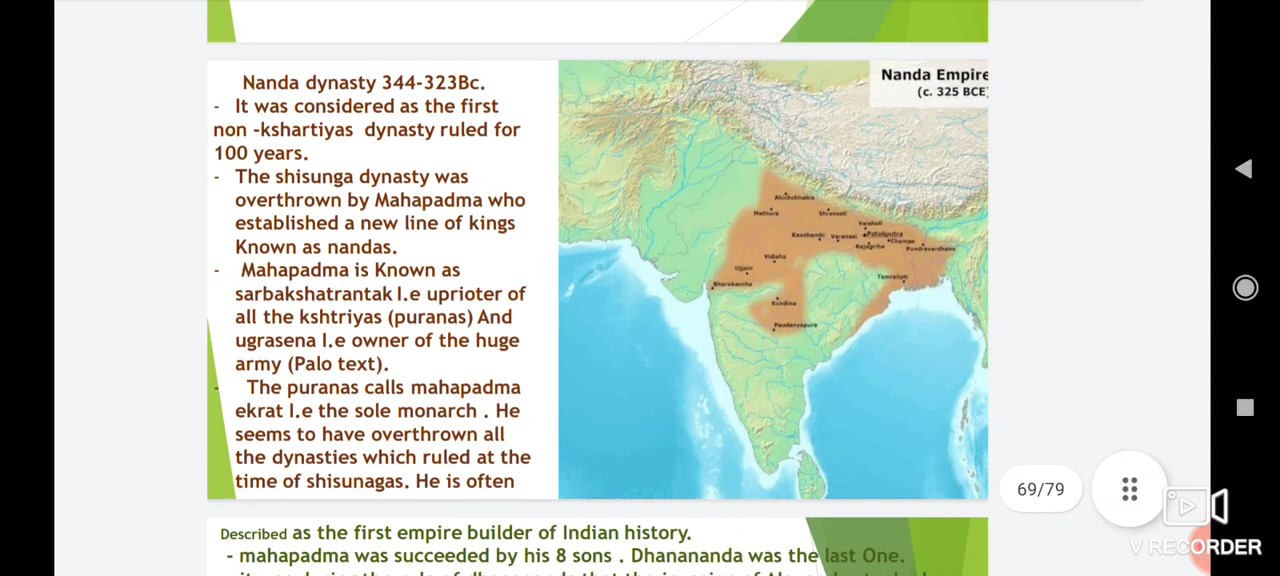 Nanda dynasty 344-323Bc.
- It was considered as the first
non -kshartiyas dynasty ruled for
100 years.
- The shisunga dynasty was
overthrown by Mahapadma who
established a new line of kings
Known as nandas.
- Mahapadma is Known as
sarbakshatrantak I.e uprioter of
all the kshtriyas (puranas) And
ugrasena I.e owner of the huge
army (Palo text).
- The puranas calls mahapadma
ekrat I.e the sole monarch . He
seems to have overthrown all
the dynasties which ruled at the
time of shisunagas. He is often
Nanda Empire
(c. 325 BCE)
Ahichchhatra
Mathura
Shravasti
Vaishali
Kaushambi
Varanasi
Pataliputra
Champa
Rajagriha
Pundravardhana
Vidisha
Ujjain
Tamralipti
Bharukaccha
Kundina
Paudanyapura
69/79
V RECORDER
Described as the first empire builder of Indian history.
- mahapadma was succeeded by his 8 sons . Dhanananda was the last One.